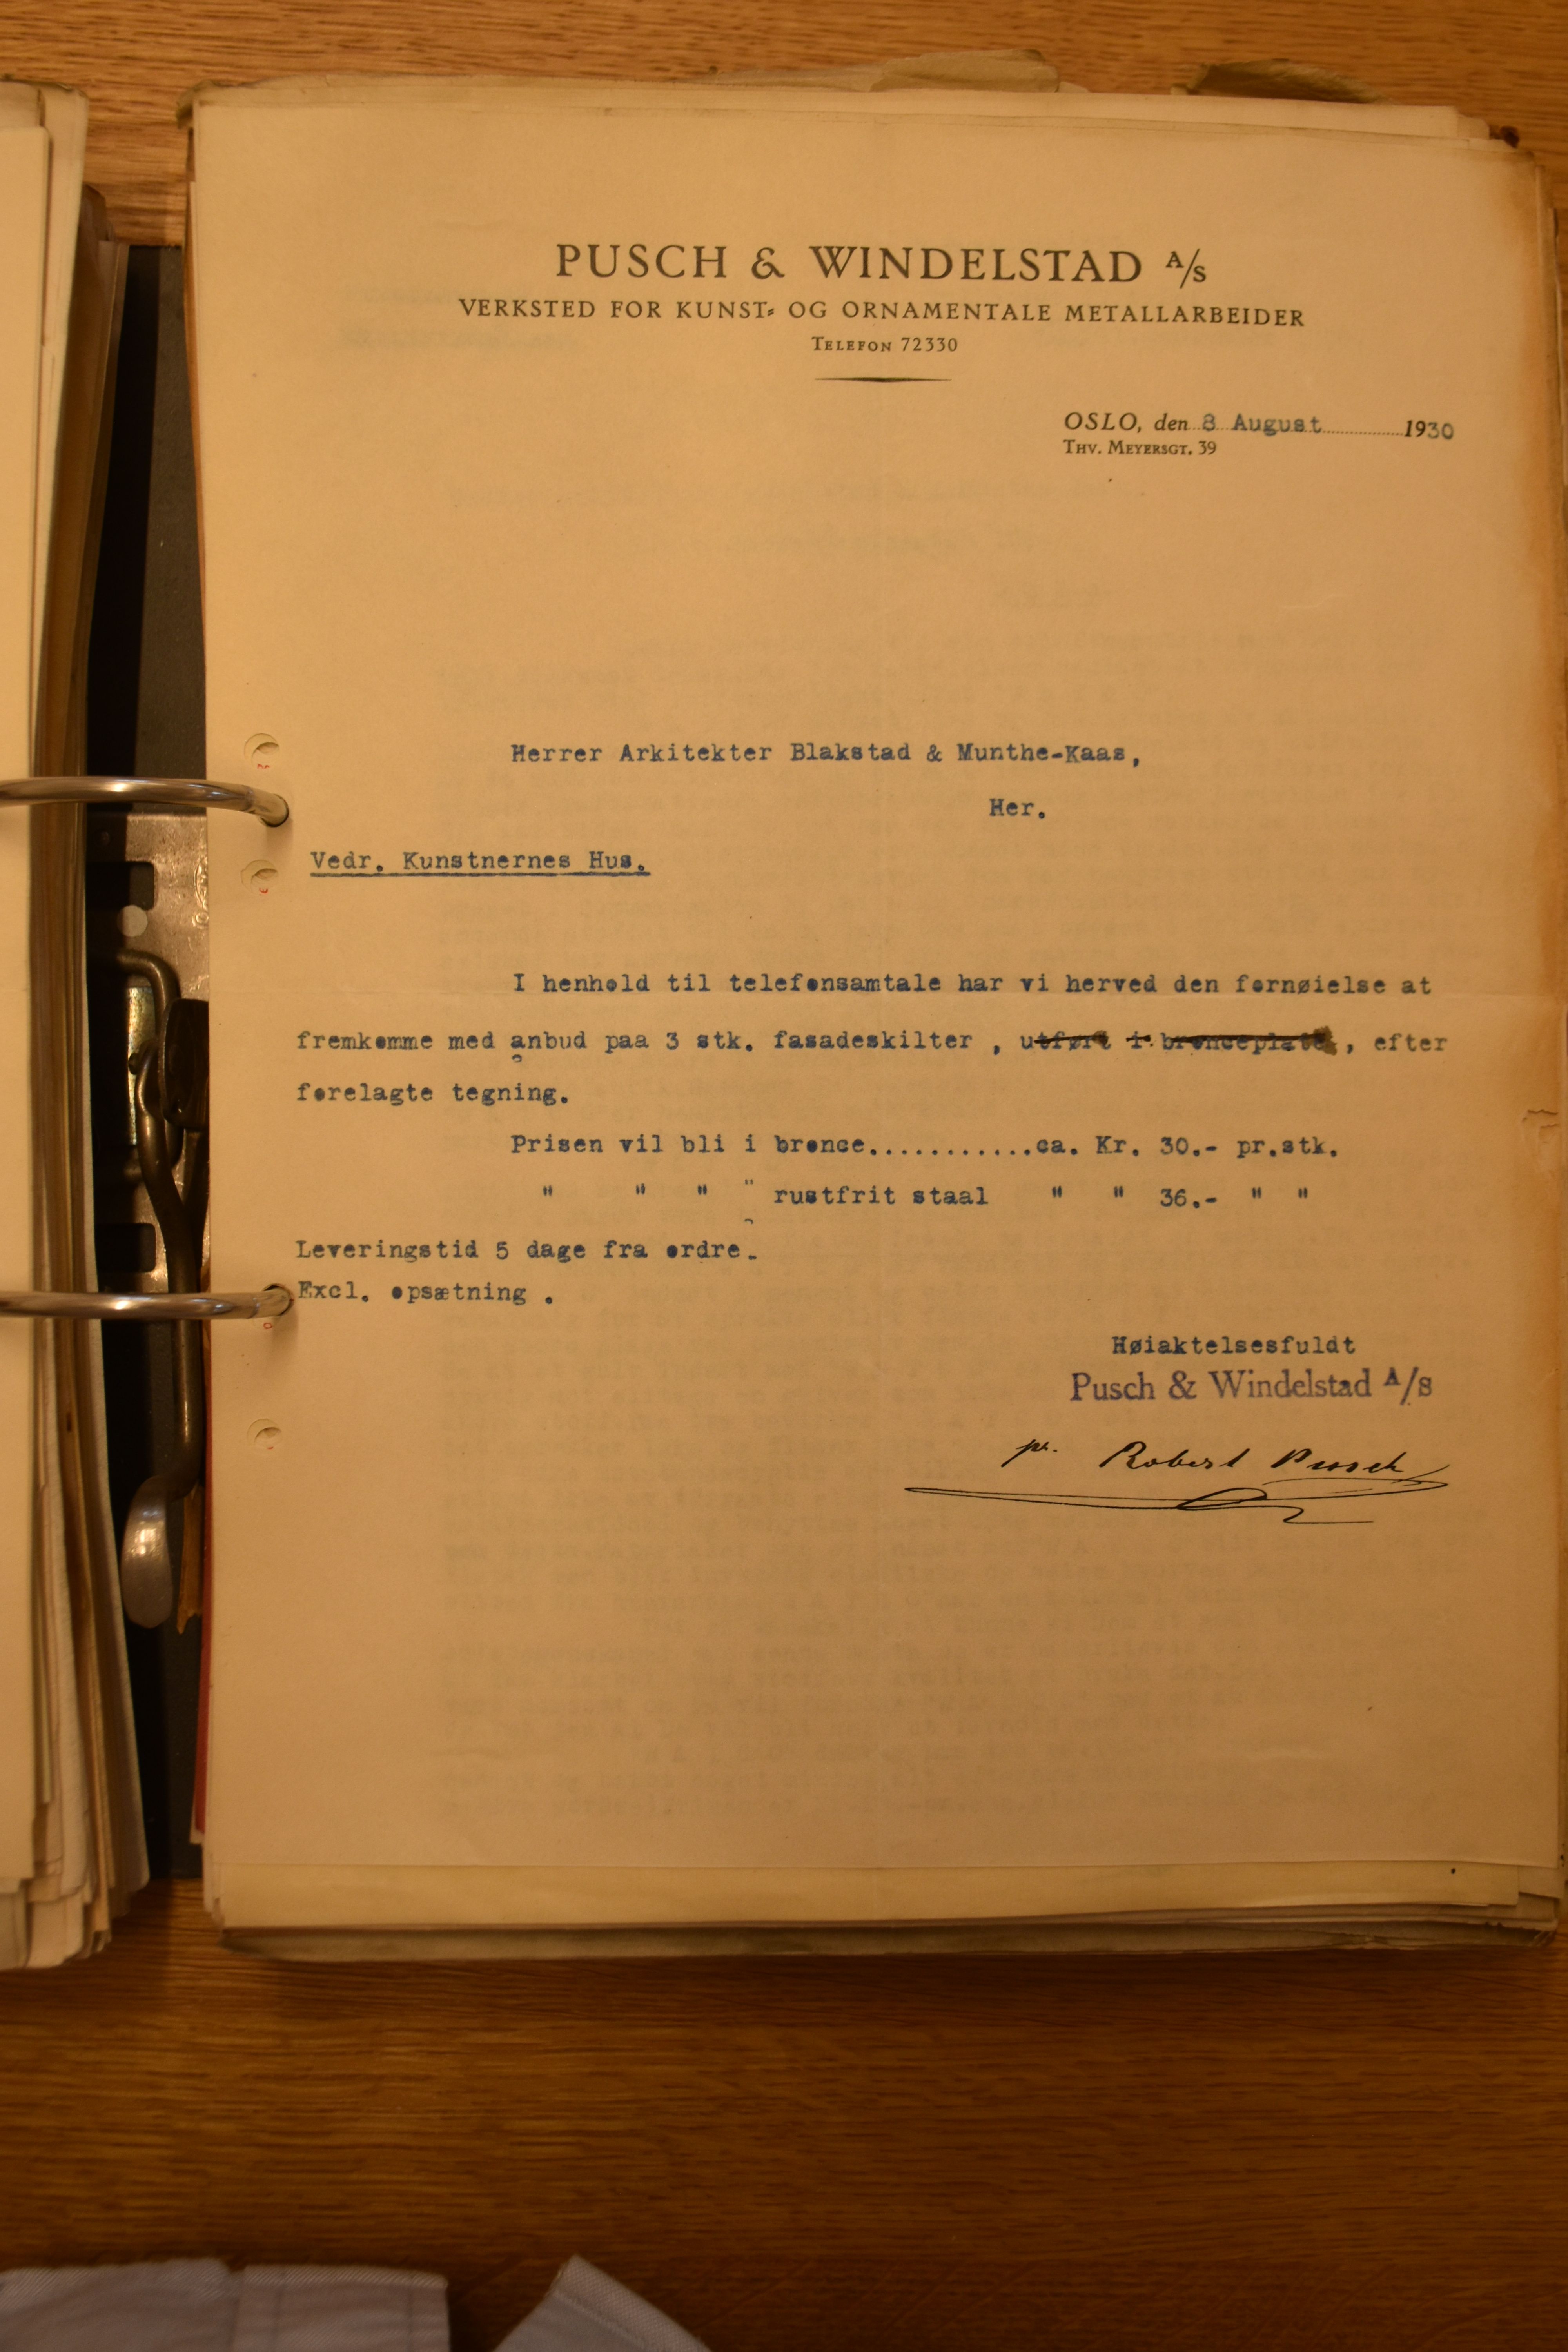 PUSCH & WINDELSTAD A/S
VERKSTED FOR KUNST- OG ORNAMENTALE METALLARBEIDER
TELEFON 72330
OSLO, den 8 August 1930
THV. MEYERSGT. 39
Herrer Arkitekter Blakstad & Munthe-Kaas,
Her.
Vedr. Kunstnernes Hus.
I henhold til telefonsamtale har vi herved den fornøielse at
fremkomme med anbud paa 3 stk. fasadeskilter , utført i bronceplate, efter
forelagte tegning.
Prisen vil bli i bronce............ca. Kr. 30.- pr.stk.
" " " " rustfrit staal " " 36.- " "
Leveringstid 5 dage fra ordre.
Excl. opsætning .
Høiaktelsesfuldt
Pusch & Windelstad A/S
pr. Robert Pusch